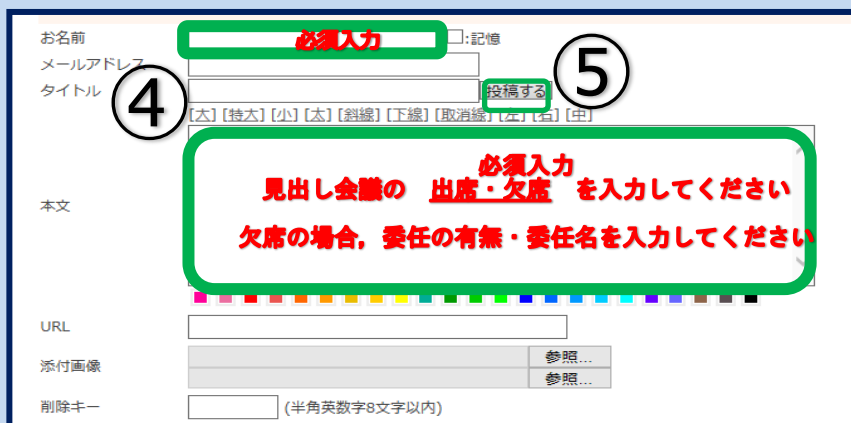 お名前 必須入力 :記憶
メールアドレス
タイトル ④ 投稿する ⑤
[大] [特大] [小] [太] [斜線] [下線] [取消線] [左] [右] [中]
本文
必須入力
見出し会議の 出席・欠席 を入力してください
欠席の場合，委任の有無・委任名を入力してください
URL
添付画像 参照...
参照...
削除キー (半角英数字8文字以内)